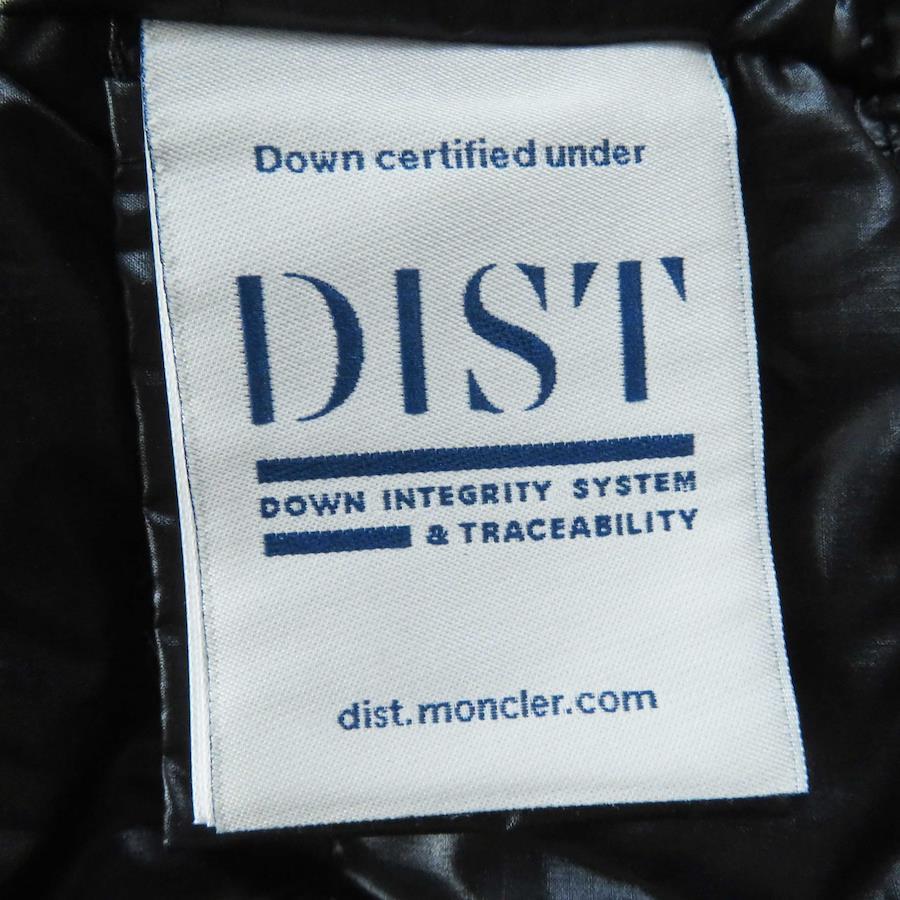 Down certified under
DIST
DOWN INTEGRITY SYSTEM
& TRACEABILITY
dist.moncler.com